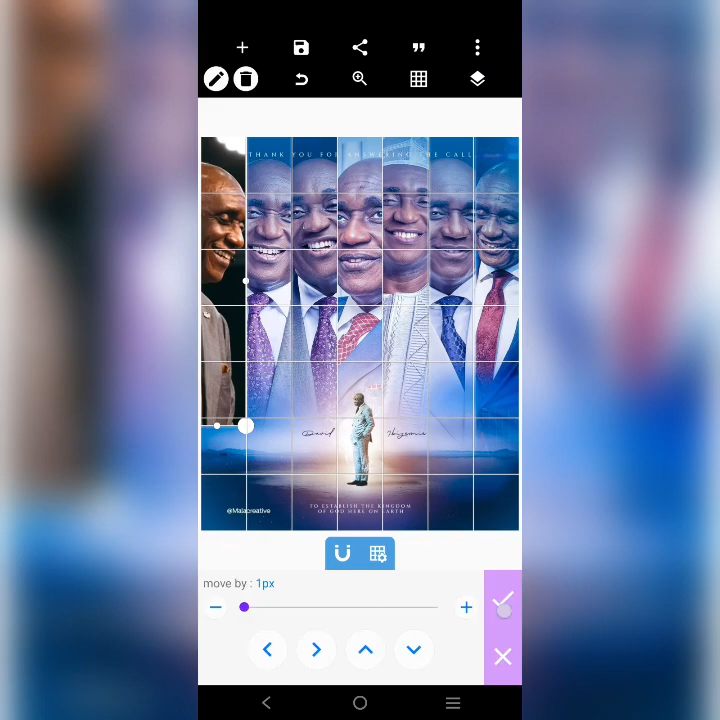 THANK YOU FOR ANSWERING THE CALL
David Ibiyeomie
@Malacreative
TO ESTABLISH THE KINGDOM
OF GOD HERE ON EARTH
move by : 1px